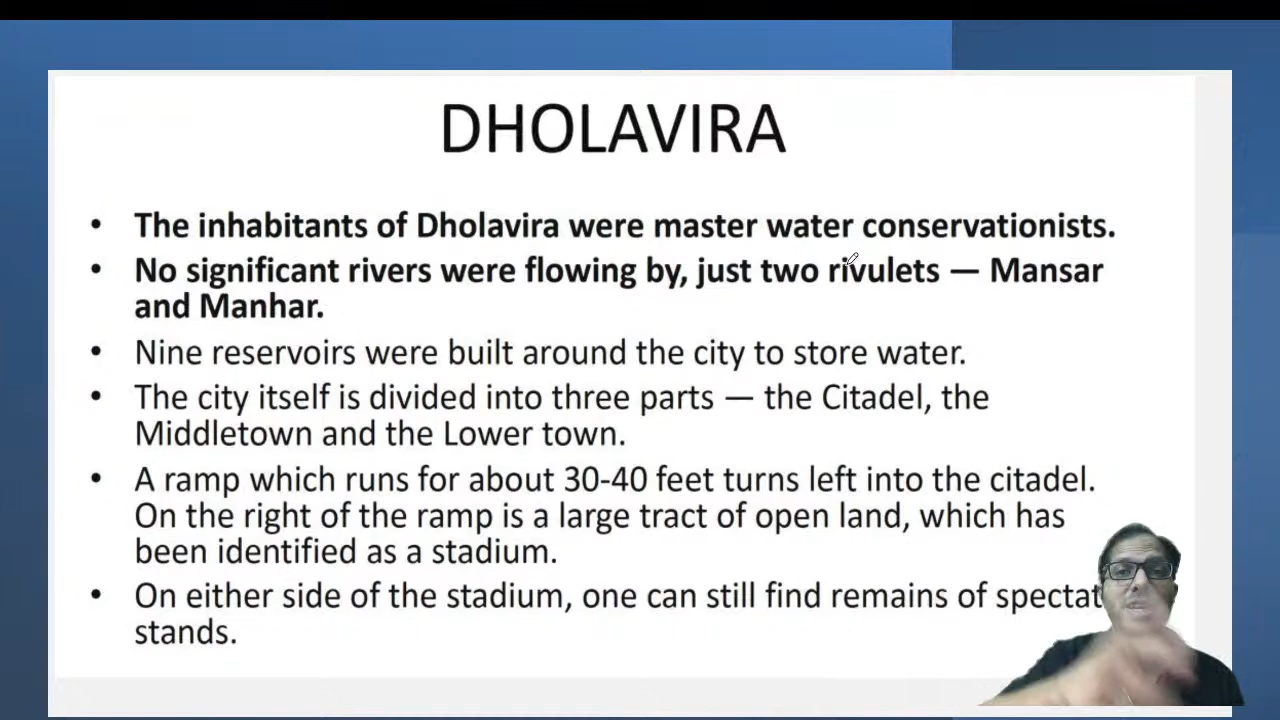 DHOLAVIRA
• The inhabitants of Dholavira were master water conservationists.
• No significant rivers were flowing by, just two rivulets — Mansar
and Manhar.
• Nine reservoirs were built around the city to store water.
• The city itself is divided into three parts — the Citadel, the
Middletown and the Lower town.
• A ramp which runs for about 30-40 feet turns left into the citadel.
On the right of the ramp is a large tract of open land, which has
been identified as a stadium.
• On either side of the stadium, one can still find remains of
stands.